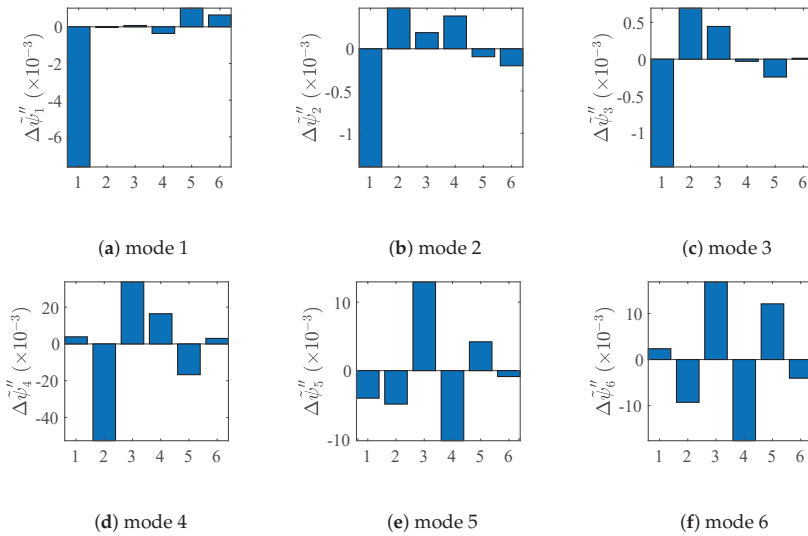 0
-2
-4
-6
Δψ̃₁″ (×10⁻³)
1 2 3 4 5 6
(a) mode 1
0
-0.5
-1
Δψ̃₂″ (×10⁻³)
1 2 3 4 5 6
(b) mode 2
0.5
0
-0.5
-1
Δψ̃₃″ (×10⁻³)
1 2 3 4 5 6
(c) mode 3
20
0
-20
-40
Δψ̃₄″ (×10⁻³)
1 2 3 4 5 6
(d) mode 4
10
0
-10
Δψ̃₅″ (×10⁻³)
1 2 3 4 5 6
(e) mode 5
10
0
-10
Δψ̃₆″ (×10⁻³)
1 2 3 4 5 6
(f) mode 6